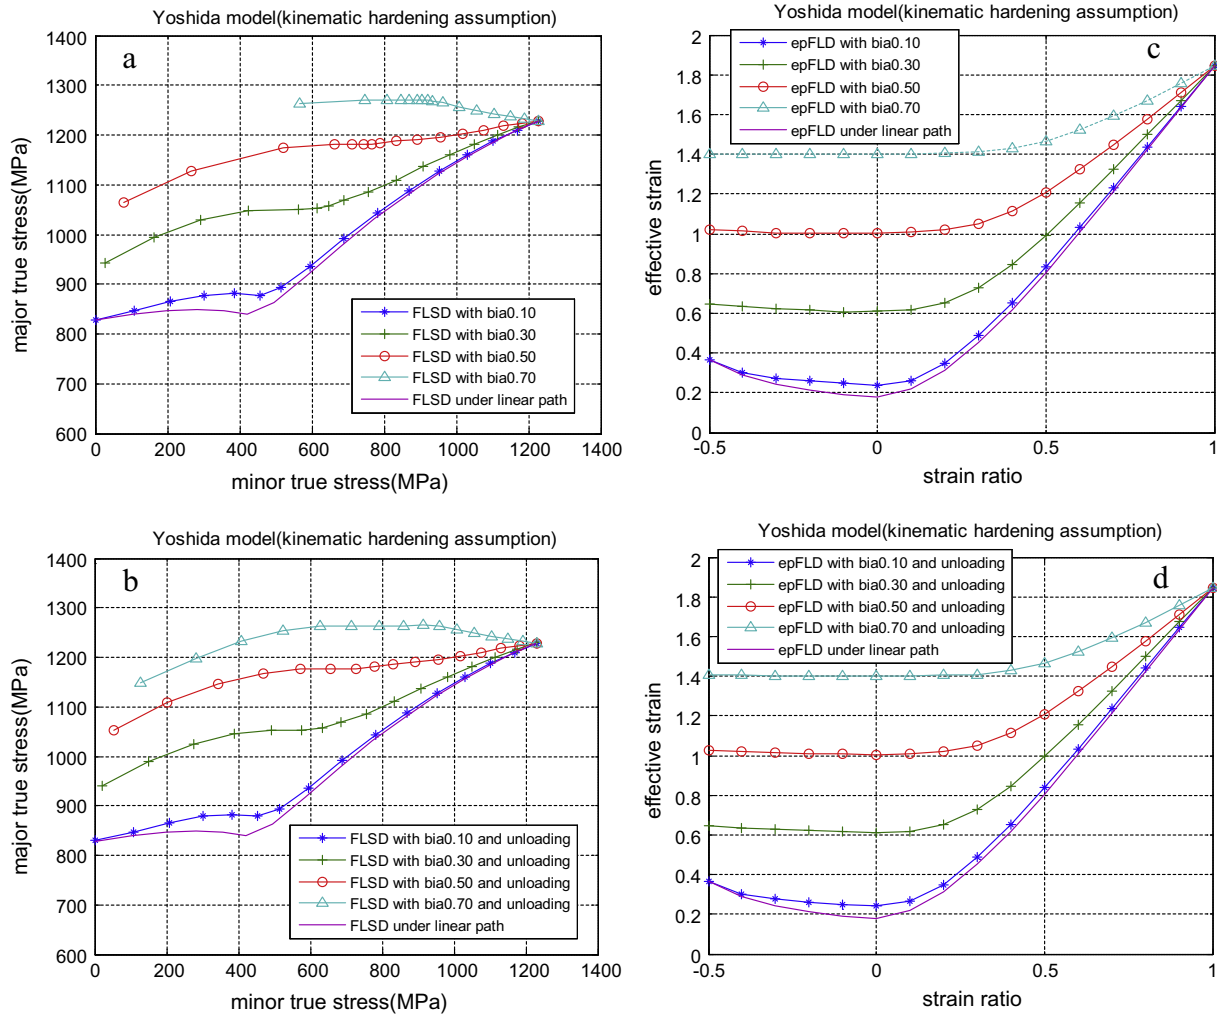 Yoshida model(kinematic hardening assumption)
a
major true stress(MPa)
1400
1300
1200
1100
1000
900
800
700
600
FLSD with bia0.10
FLSD with bia0.30
FLSD with bia0.50
FLSD with bia0.70
FLSD under linear path
0 200 400 600 800 1000 1200 1400
minor true stress(MPa)
Yoshida model(kinematic hardening assumption)
c
effective strain
2
1.8
1.6
1.4
1.2
1
0.8
0.6
0.4
0.2
0
epFLD with bia0.10
epFLD with bia0.30
epFLD with bia0.50
epFLD with bia0.70
epFLD under linear path
-0.5 0 0.5 1
strain ratio
Yoshida model(kinematic hardening assumption)
b
major true stress(MPa)
1400
1300
1200
1100
1000
900
800
700
600
FLSD with bia0.10 and unloading
FLSD with bia0.30 and unloading
FLSD with bia0.50 and unloading
FLSD with bia0.70 and unloading
FLSD under linear path
0 200 400 600 800 1000 1200 1400
minor true stress(MPa)
Yoshida model(kinematic hardening assumption)
d
effective strain
2
1.8
1.6
1.4
1.2
1
0.8
0.6
0.4
0.2
0
epFLD with bia0.10 and unloading
epFLD with bia0.30 and unloading
epFLD with bia0.50 and unloading
epFLD with bia0.70 and unloading
epFLD under linear path
-0.5 0 0.5 1
strain ratio